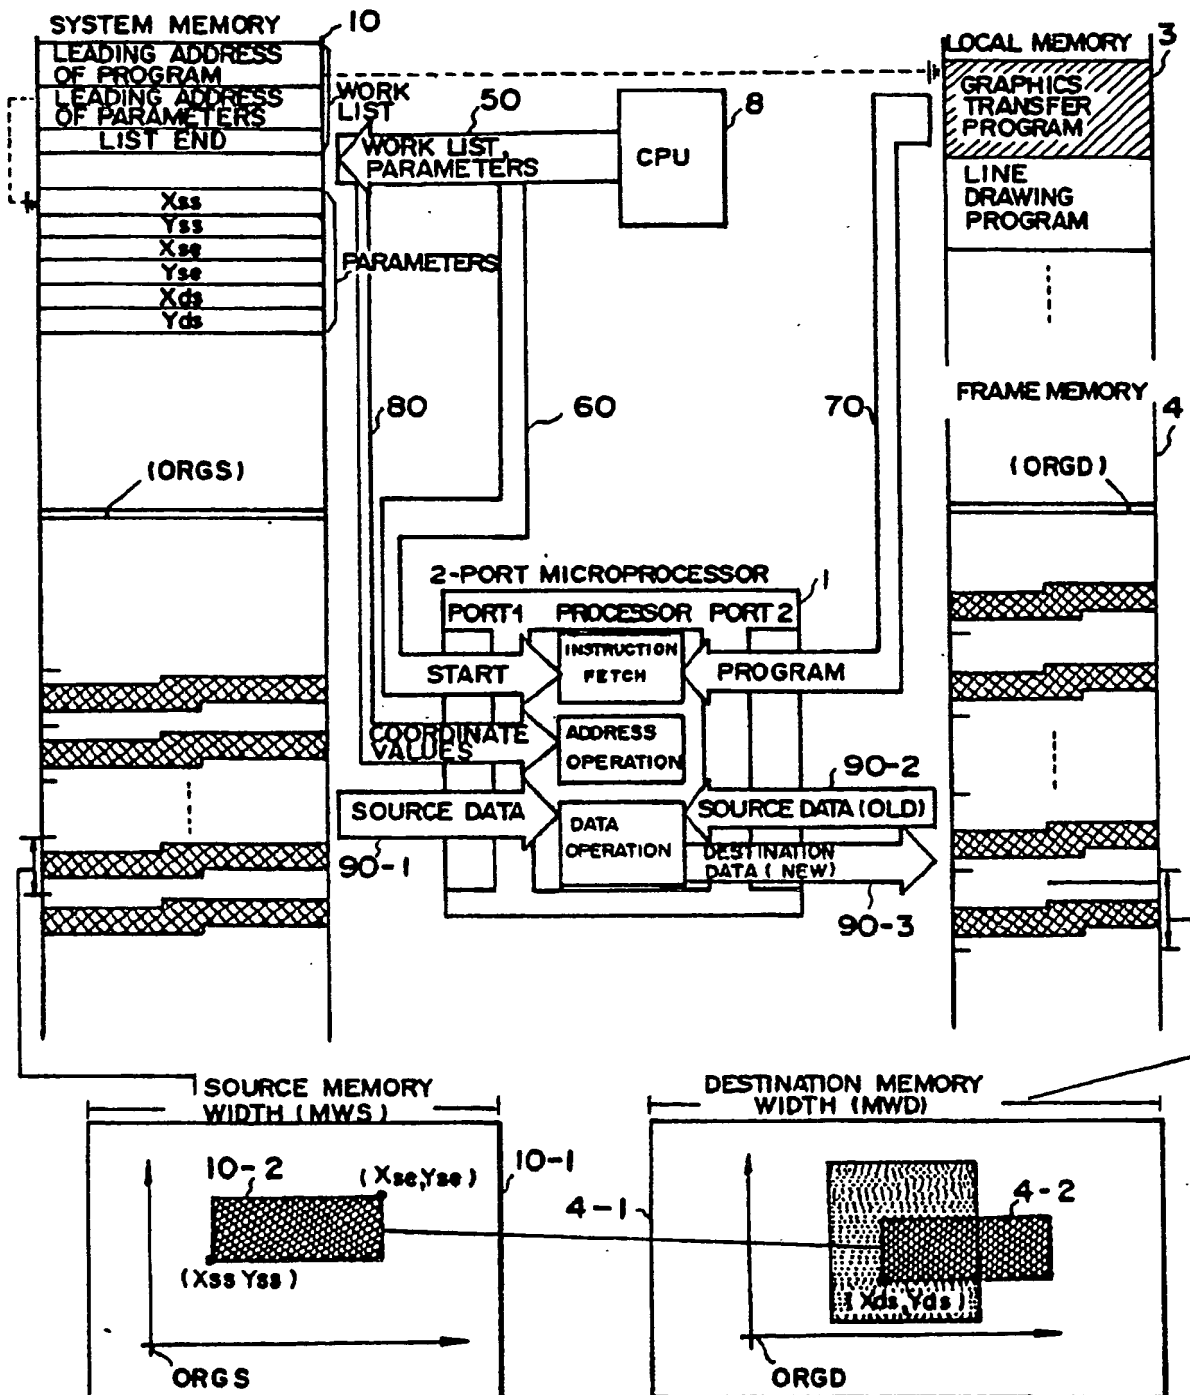 SYSTEM MEMORY
10
LEADING ADDRESS
OF PROGRAM
LEADING ADDRESS
OF PARAMETERS
LIST END
WORK
LIST
Xss
Yss
Xse
Yse
Xds
Yds
PARAMETERS
50
WORK LIST,
PARAMETERS
CPU
8
LOCAL MEMORY
3
GRAPHICS
TRANSFER
PROGRAM
LINE
DRAWING
PROGRAM
80
60
70
FRAME MEMORY
4
(ORGS)
(ORGD)
2-PORT MICROPROCESSOR
1
PORT 1
PROCESSOR
PORT 2
START
INSTRUCTION
FETCH
PROGRAM
COORDINATE
VALUES
ADDRESS
OPERATION
90-2
SOURCE DATA
DATA
OPERATION
SOURCE DATA (OLD)
90-1
DESTINATION
DATA (NEW)
90-3
SOURCE MEMORY
WIDTH (MWS)
DESTINATION MEMORY
WIDTH (MWD)
10-2
(Xse,Yse)
10-1
(Xss Yss)
ORGS
4-1
4-2
(Xds,Yds)
ORGD